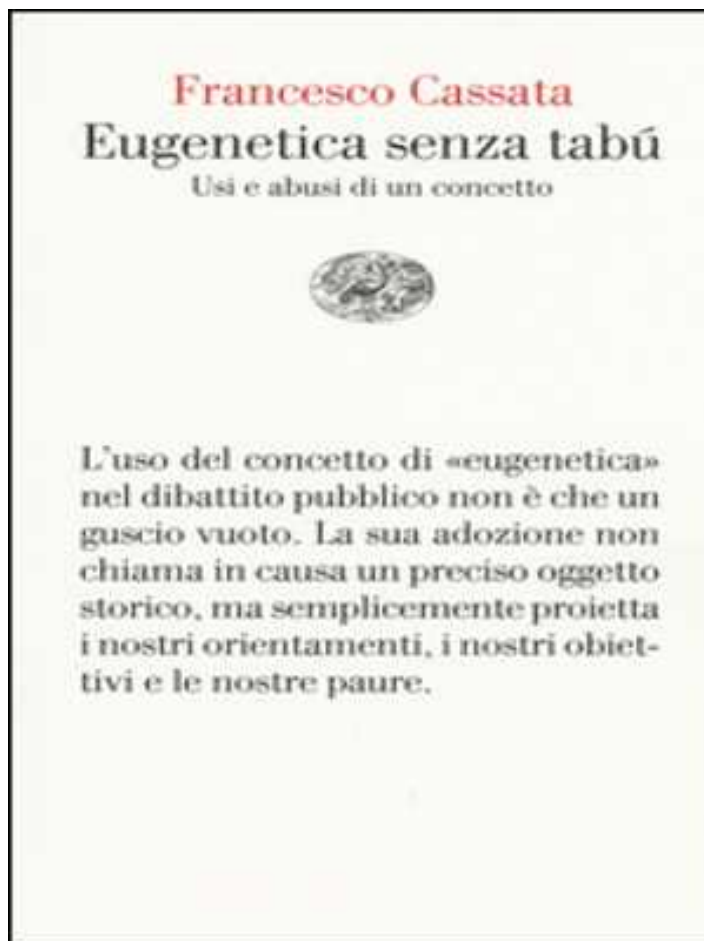 Francesco Cassata
Eugenetica senza tabú
Usi e abusi di un concetto
L'uso del concetto di «eugenetica»
nel dibattito pubblico non è che un
guscio vuoto. La sua adozione non
chiama in causa un preciso oggetto
storico, ma semplicemente proietta
i nostri orientamenti, i nostri obiet-
tivi e le nostre paure.